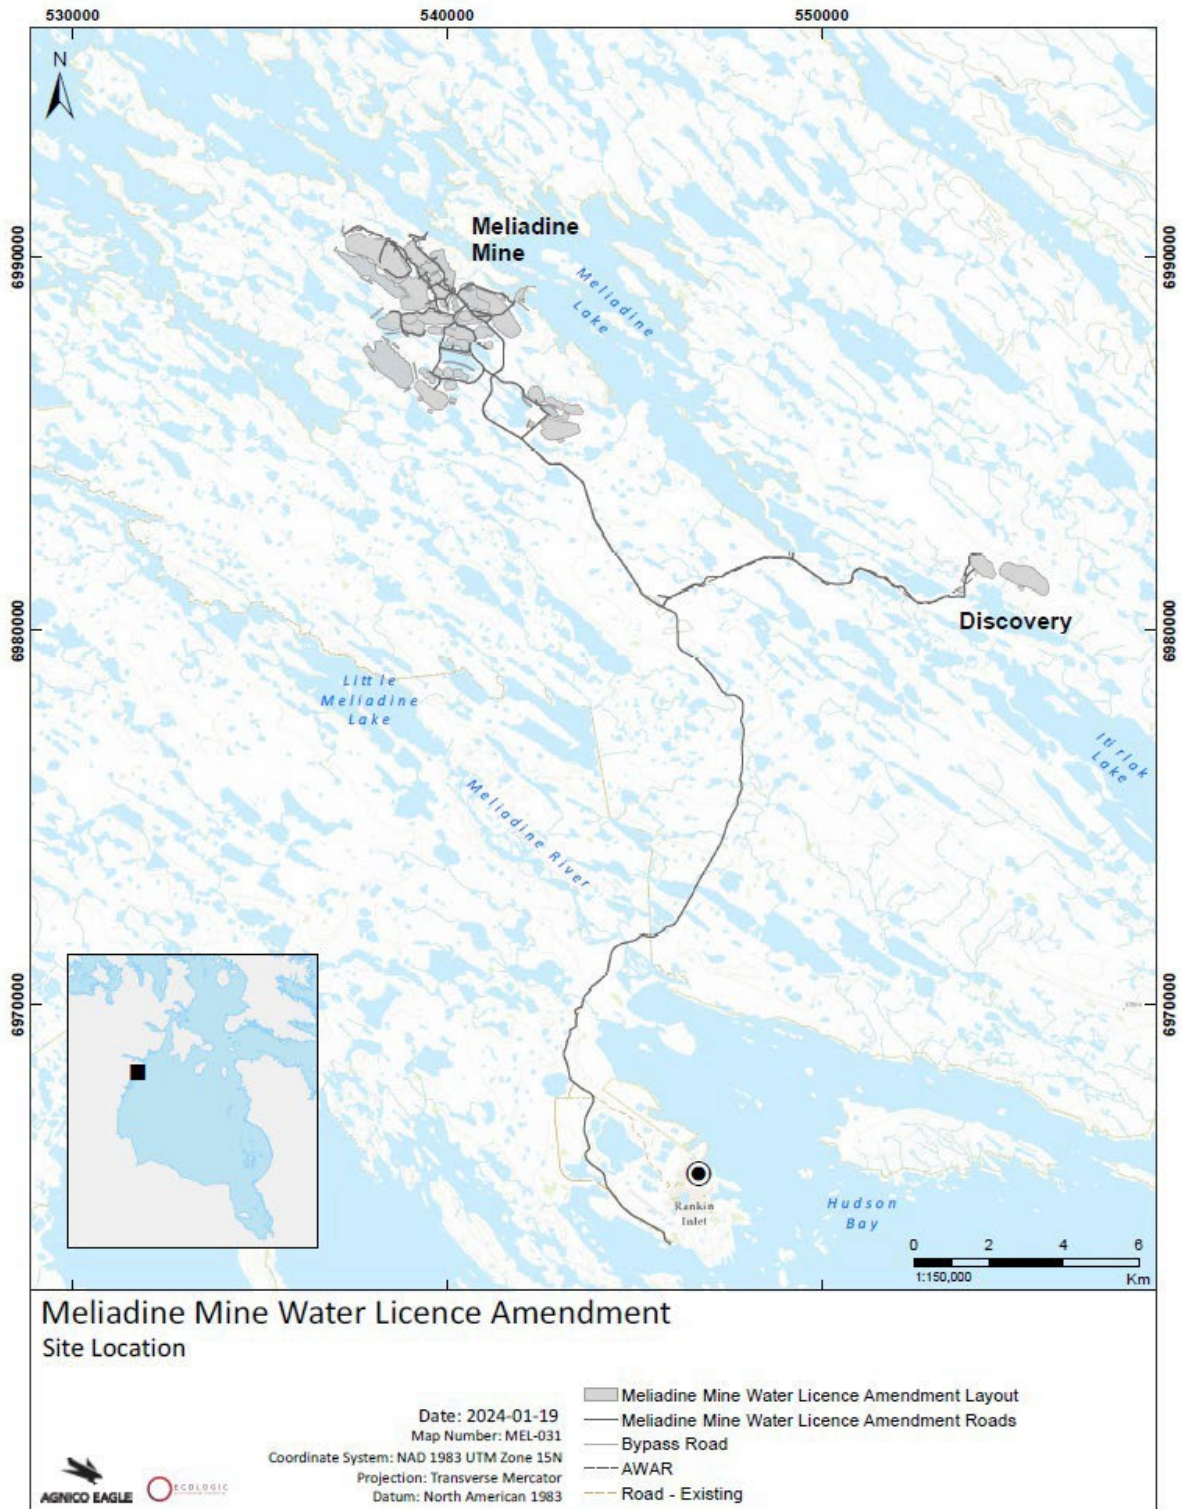 530000
540000
550000
N
Meliadine
Mine
6990000
6990000
Meliadine
Lake
Discovery
6980000
6980000
Little
Meliadine
Lake
Itirlak
Lake
Meliadine River
6970000
6970000
Rankin
Inlet
Hudson
Bay
0 2 4 6
1:150,000
Km
Meliadine Mine Water Licence Amendment
Site Location
Date: 2024-01-19
Map Number: MEL-031
Coordinate System: NAD 1983 UTM Zone 15N
Projection: Transverse Mercator
Datum: North American 1983
AGNICO EAGLE
ECOLOGIC
Meliadine Mine Water Licence Amendment Layout
Meliadine Mine Water Licence Amendment Roads
Bypass Road
AWAR
Road - Existing